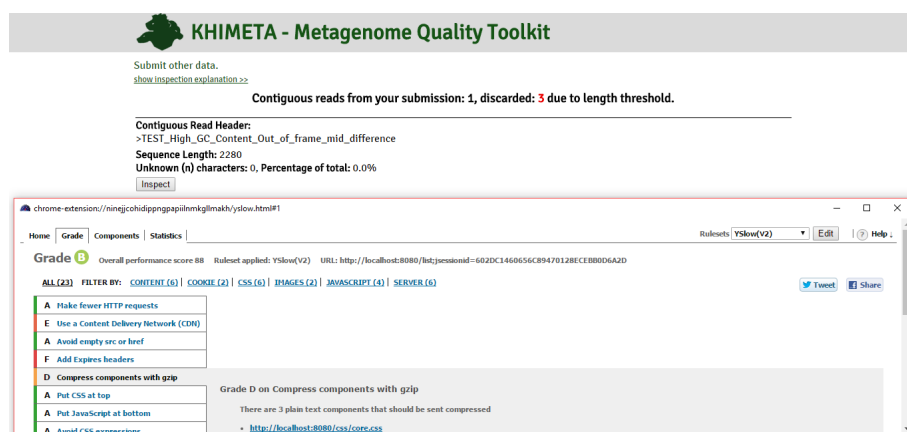 KHIMETA - Metagenome Quality Toolkit
Submit other data.
show inspection explanation >>
Contiguous reads from your submission: 1, discarded: 3 due to length threshold.
Contiguous Read Header:
>TEST_High_GC_Content_Out_of_frame_mid_difference
Sequence Length: 2280
Unknown (n) characters: 0, Percentage of total: 0.0%
Inspect
chrome-extension://ninejjcohidippngpapiilnmkgllmakh/yslow.html#1
Home Grade Components Statistics Rulesets YSlow(V2) Edit ? Help ↓
Grade B Overall performance score 88 Ruleset applied: YSlow(V2) URL: http://localhost:8080/list;jsessionid=602DC1460656C89470128ECEBB0D6A2D
ALL (23) FILTER BY: CONTENT (6) | COOKIE (2) | CSS (6) | IMAGES (2) | JAVASCRIPT (4) | SERVER (6) Tweet Share
A Make fewer HTTP requests
E Use a Content Delivery Network (CDN)
A Avoid empty src or href
F Add Expires headers
D Compress components with gzip
A Put CSS at top
Grade D on Compress components with gzip
A Put JavaScript at bottom
There are 3 plain text components that should be sent compressed
A Avoid CSS expressions
• http://localhost:8080/css/core.css